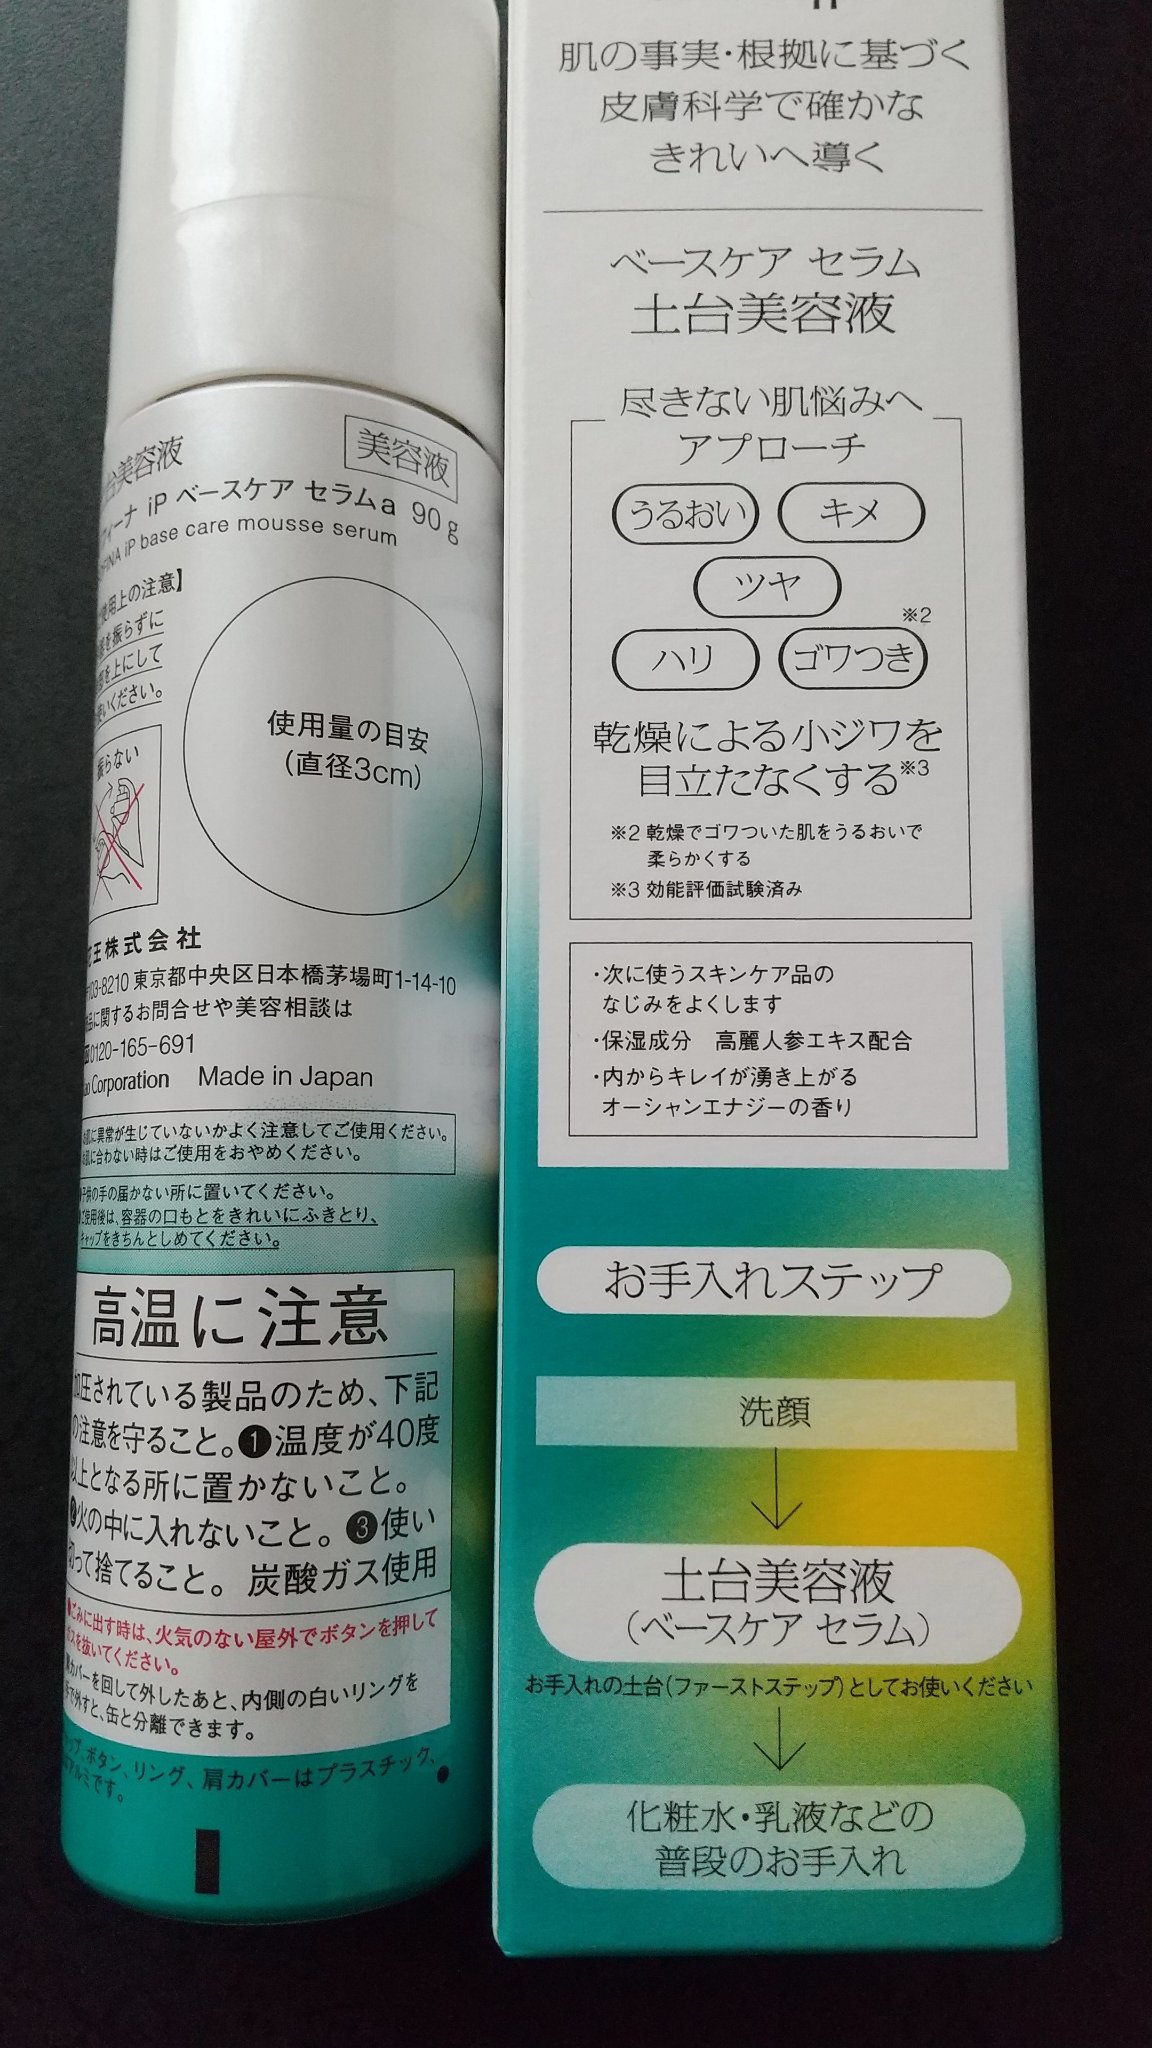 台美容液
美容液
フィーナ iP ベースケア セラムa 90g
FINA iP base care mousse serum
使用上の注意】
を振らずに
を上にして
ください。
振らない
使用量の目安
(直径3cm)
王株式会社
103-8210 東京都中央区日本橋茅場町1-14-10
品に関するお問合せや美容相談は
0120-165-691
Corporation Made in Japan
肌に異常が生じていないかよく注意してご使用ください。
肌に合わない時はご使用をおやめください。
子供の手の届かない所に置いてください。
ご使用後は、容器の口もとをきれいにふきとり、
キャップをきちんとしめてください。
高温に注意
加圧されている製品のため、下記
の注意を守ること。❶温度が40度
以上となる所に置かないこと。
❷火の中に入れないこと。❸使い
切って捨てること。炭酸ガス使用
●ごみに出す時は、火気のない屋外でボタンを押して
ガスを抜いてください。
肩カバーを回して外したあと、内側の白いリングを
で外すと、缶と分離できます。
ップ、ボタン、リング、肩カバーはプラスチック、
アルミです。
肌の事実・根拠に基づく
皮膚科学で確かな
きれいへ導く
ベースケア セラム
土台美容液
尽きない肌悩みへ
アプローチ
うるおい キメ
ツヤ
ハリ ゴワつき※2
乾燥による小ジワを
目立たなくする※3
※2 乾燥でゴワついた肌をうるおいで
柔らかくする
※3 効能評価試験済み
・次に使うスキンケア品の
なじみをよくします
・保湿成分 高麗人参エキス配合
・内からキレイが湧き上がる
オーシャンエナジーの香り
お手入れステップ
洗顔
土台美容液
(ベースケア セラム)
お手入れの土台(ファーストステップ)としてお使いください
化粧水・乳液などの
普段のお手入れ